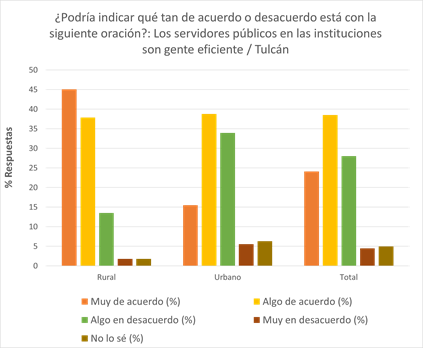 ¿Podría indicar qué tan de acuerdo o desacuerdo está con la
siguiente oración?: Los servidores públicos en las instituciones
son gente eficiente / Tulcán
% Respuestas
50
45
40
35
30
25
20
15
10
5
0
Rural
Urbano
Total
Muy de acuerdo (%)
Algo de acuerdo (%)
Algo en desacuerdo (%)
Muy en desacuerdo (%)
No lo sé (%)